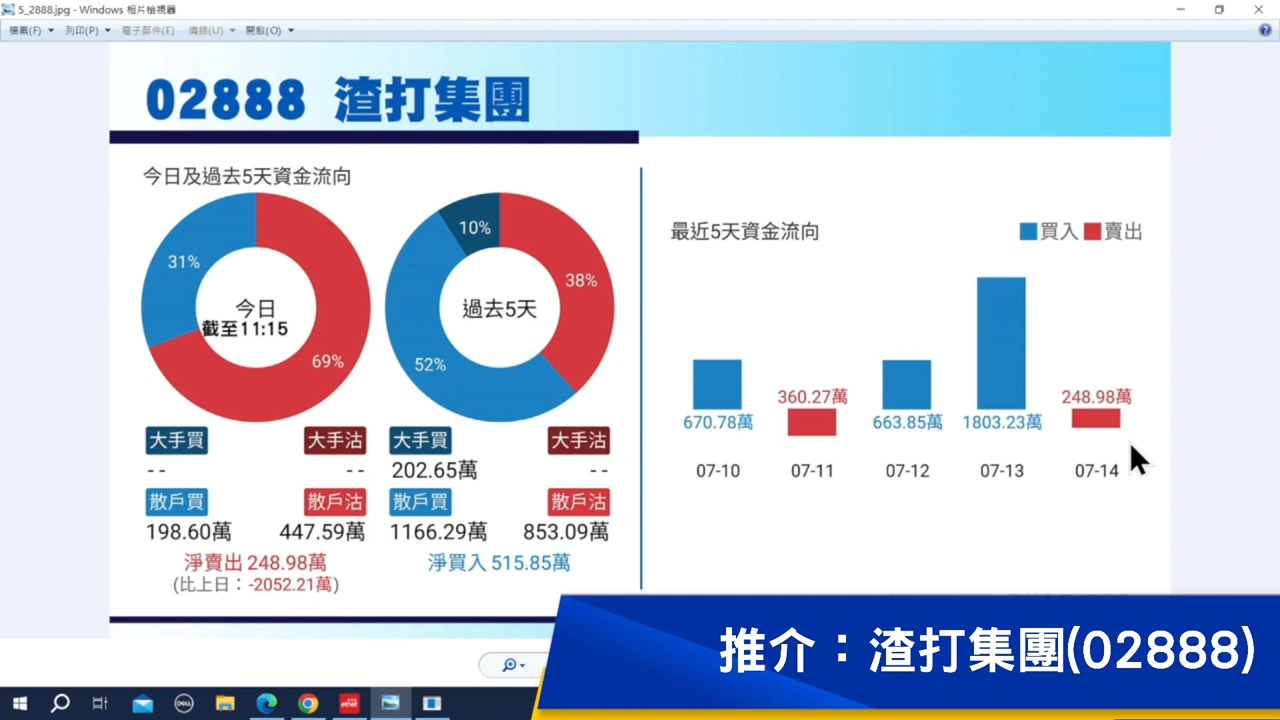 5_2888.jpg - Windows 相片檢視器
檔案(F) 列印(P) 電子郵件(E) 燒錄(U) 開啟(O)
02888 渣打集團
今日及過去5天資金流向
31%
69%
今日
截至11:15
10%
38%
52%
過去5天
大手買 大手沽
-- --
散戶買 散戶沽
198.60萬 447.59萬
淨賣出 248.98萬
(比上日：-2052.21萬)
大手買 大手沽
202.65萬 --
散戶買 散戶沽
1166.29萬 853.09萬
淨買入 515.85萬
最近5天資金流向
買入 賣出
670.78萬 360.27萬 663.85萬 1803.23萬 248.98萬
07-10 07-11 07-12 07-13 07-14
推介：渣打集團(02888)
DELL
etnet